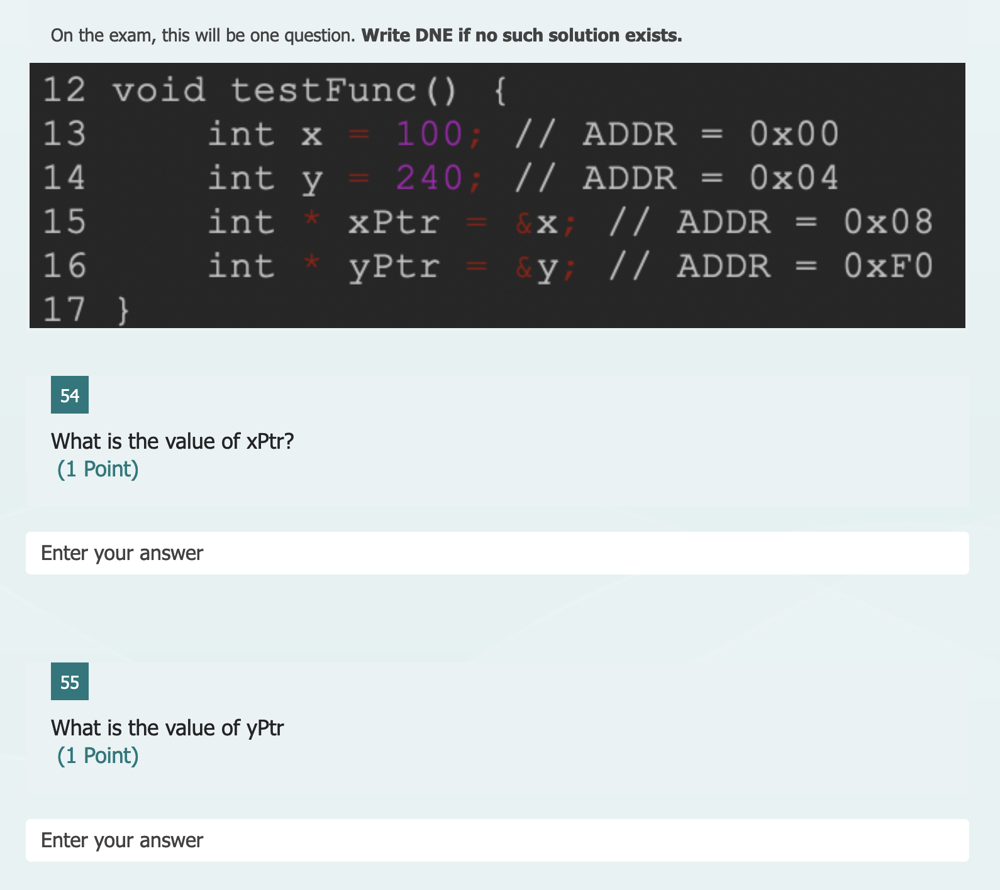 On the exam, this will be one question. Write DNE if no such solution exists.
12 void testFunc() {
13     int x = 100; // ADDR = 0x00
14     int y = 240; // ADDR = 0x04
15     int * xPtr = &x; // ADDR = 0x08
16     int * yPtr = &y; // ADDR = 0xF0
17 }
54
What is the value of xPtr?
(1 Point)
Enter your answer
55
What is the value of yPtr
(1 Point)
Enter your answer